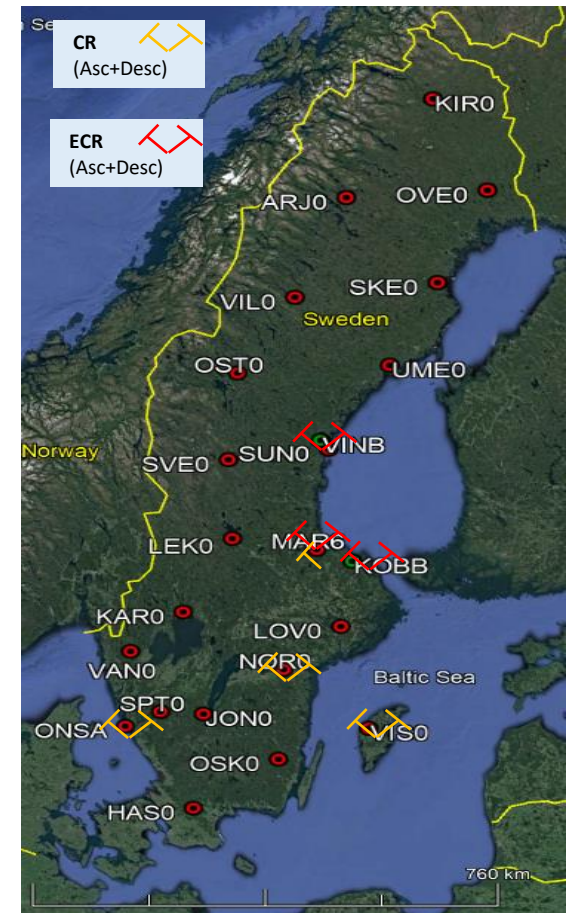 n Se
CR
(Asc+Desc)
ECR
(Asc+Desc)
KIR0
ARJ0
OVE0
SKE0
VIL0
Sweden
OST0
UME0
Norway
SVE0
SUN0
VINB
LEK0
MAR6
KOBB
KAR0
LOV0
VAN0
NOR0
Baltic Sea
SPT0
JON0
ONSA
VIS0
OSK0
HAS0
760 km